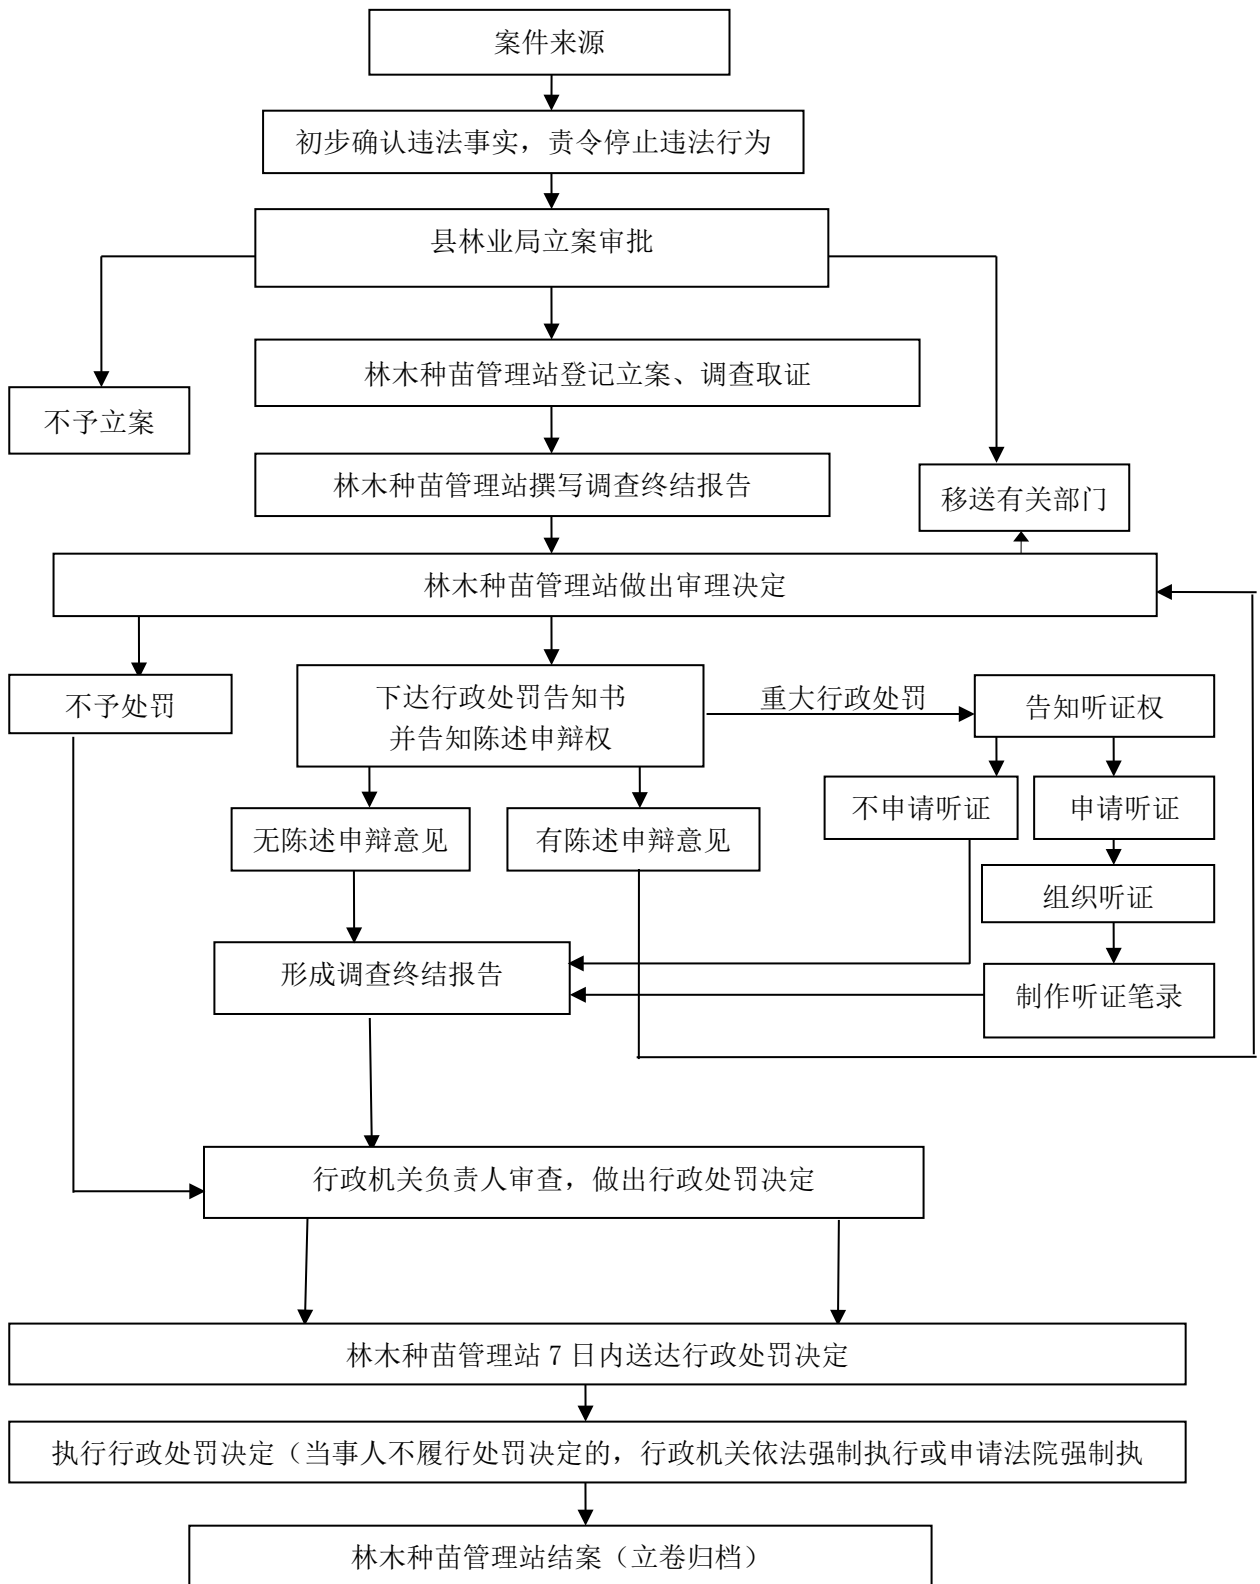 案件来源
初步确认违法事实，责令停止违法行为
县林业局立案审批
林木种苗管理站登记立案、调查取证
不予立案
林木种苗管理站撰写调查终结报告
移送有关部门
林木种苗管理站做出审理决定
不予处罚
下达行政处罚告知书
并告知陈述申辩权
重大行政处罚
告知听证权
不申请听证
申请听证
无陈述申辩意见
有陈述申辩意见
组织听证
形成调查终结报告
制作听证笔录
行政机关负责人审查，做出行政处罚决定
林木种苗管理站 7 日内送达行政处罚决定
执行行政处罚决定（当事人不履行处罚决定的，行政机关依法强制执行或申请法院强制执
林木种苗管理站结案（立卷归档）